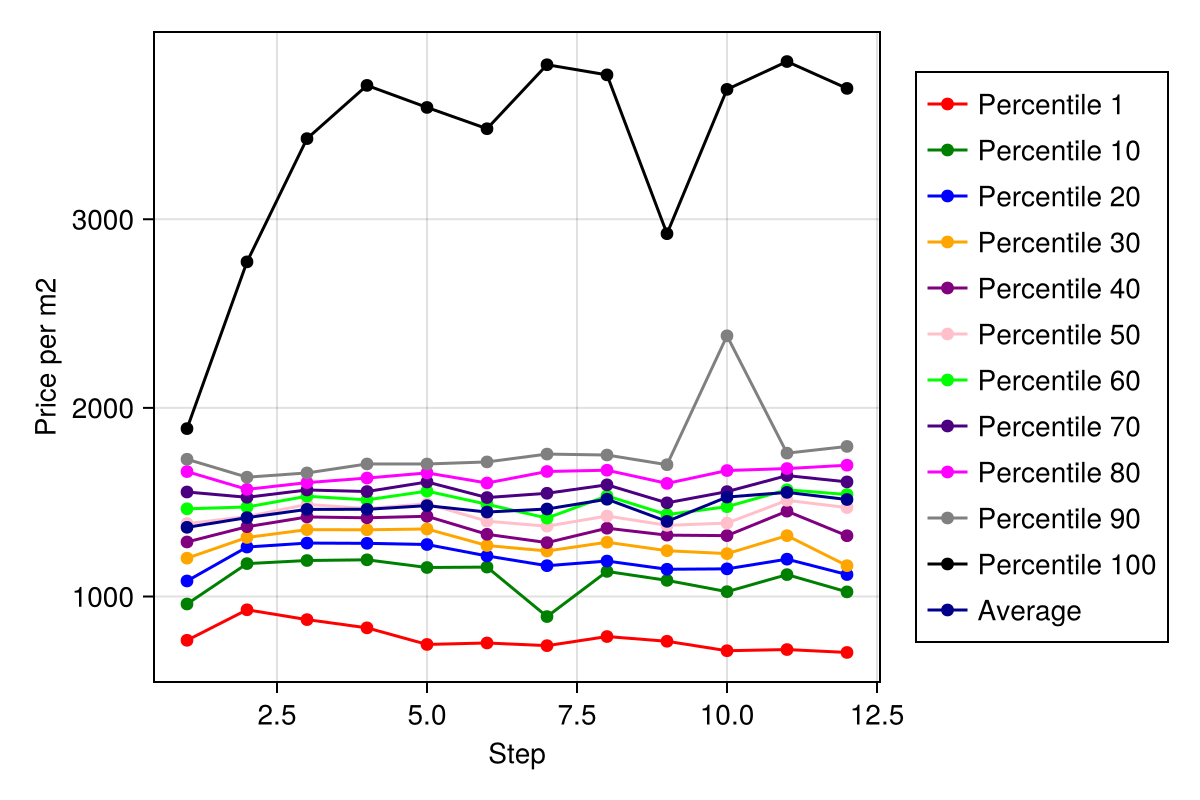 Price per m2
3000
2000
1000
2.5
5.0
7.5
10.0
12.5
Step
Percentile 1
Percentile 10
Percentile 20
Percentile 30
Percentile 40
Percentile 50
Percentile 60
Percentile 70
Percentile 80
Percentile 90
Percentile 100
Average